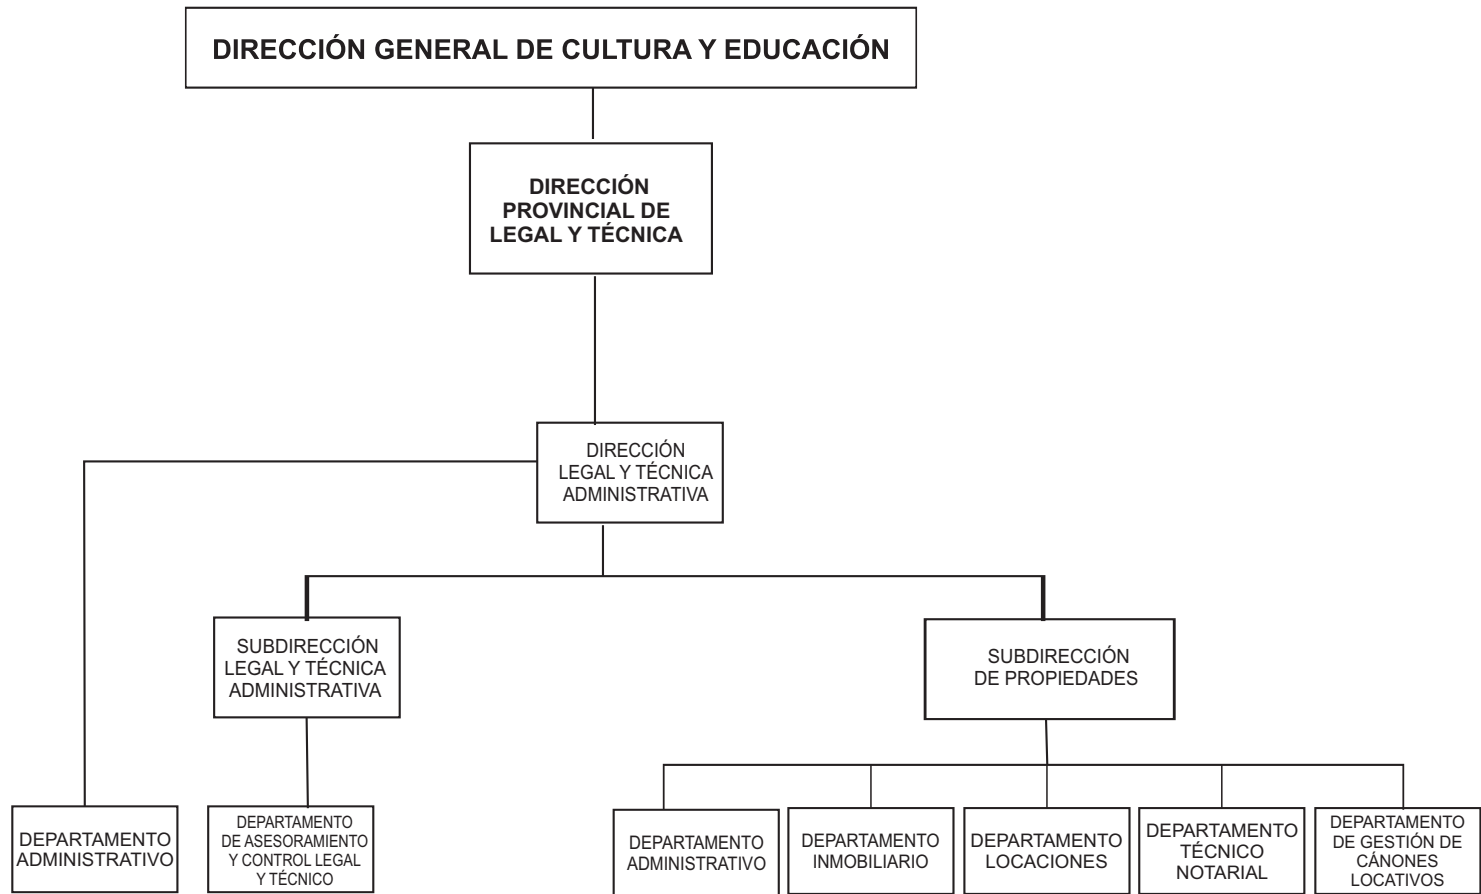 DIRECCIÓN GENERAL DE CULTURA Y EDUCACIÓN
DIRECCIÓN
PROVINCIAL DE
LEGAL Y TÉCNICA
DIRECCIÓN
LEGAL Y TÉCNICA
ADMINISTRATIVA
SUBDIRECCIÓN
LEGAL Y TÉCNICA
ADMINISTRATIVA
SUBDIRECCIÓN
DE PROPIEDADES
DEPARTAMENTO
ADMINISTRATIVO
DEPARTAMENTO
DE ASESORAMIENTO
Y CONTROL LEGAL
Y TÉCNICO
DEPARTAMENTO
ADMINISTRATIVO
DEPARTAMENTO
INMOBILIARIO
DEPARTAMENTO
LOCACIONES
DEPARTAMENTO
TÉCNICO
NOTARIAL
DEPARTAMENTO
DE GESTIÓN DE
CÁNONES
LOCATIVOS